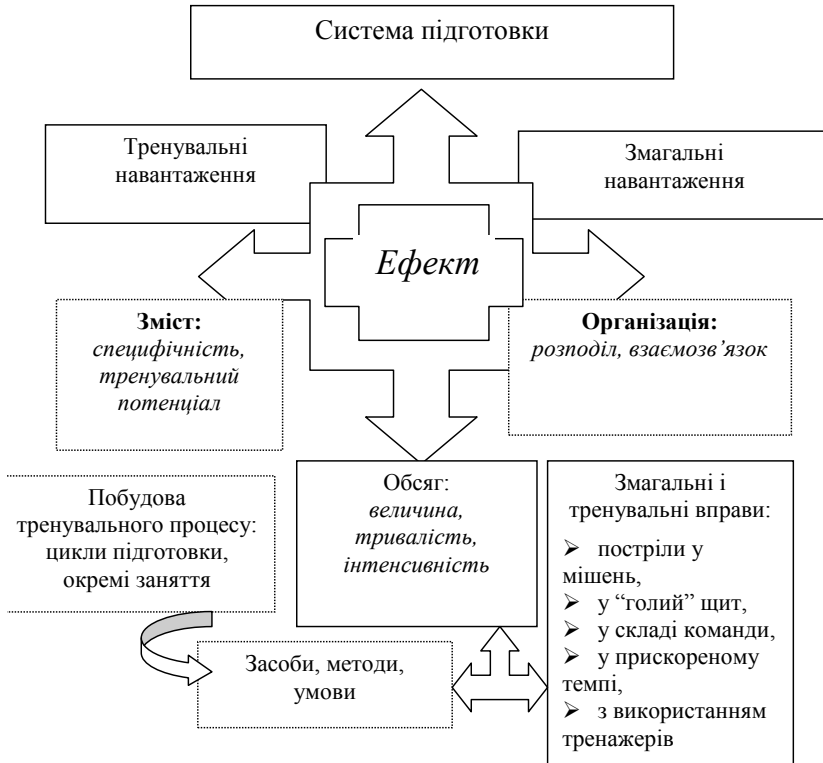 Система підготовки
Тренувальні
навантаження
Змагальні
навантаження
Ефект
Зміст:
специфічність,
тренувальний
потенціал
Організація:
розподіл, взаємозв’язок
Побудова
тренувального процесу:
цикли підготовки,
окремі заняття
Обсяг:
величина,
тривалість,
інтенсивність
Змагальні і
тренувальні вправи:
➢ постріли у
мішень,
➢ у “голий” щит,
➢ у складі команди,
➢ у прискореному
темпі,
➢ з використанням
тренажерів
Засоби, методи,
умови